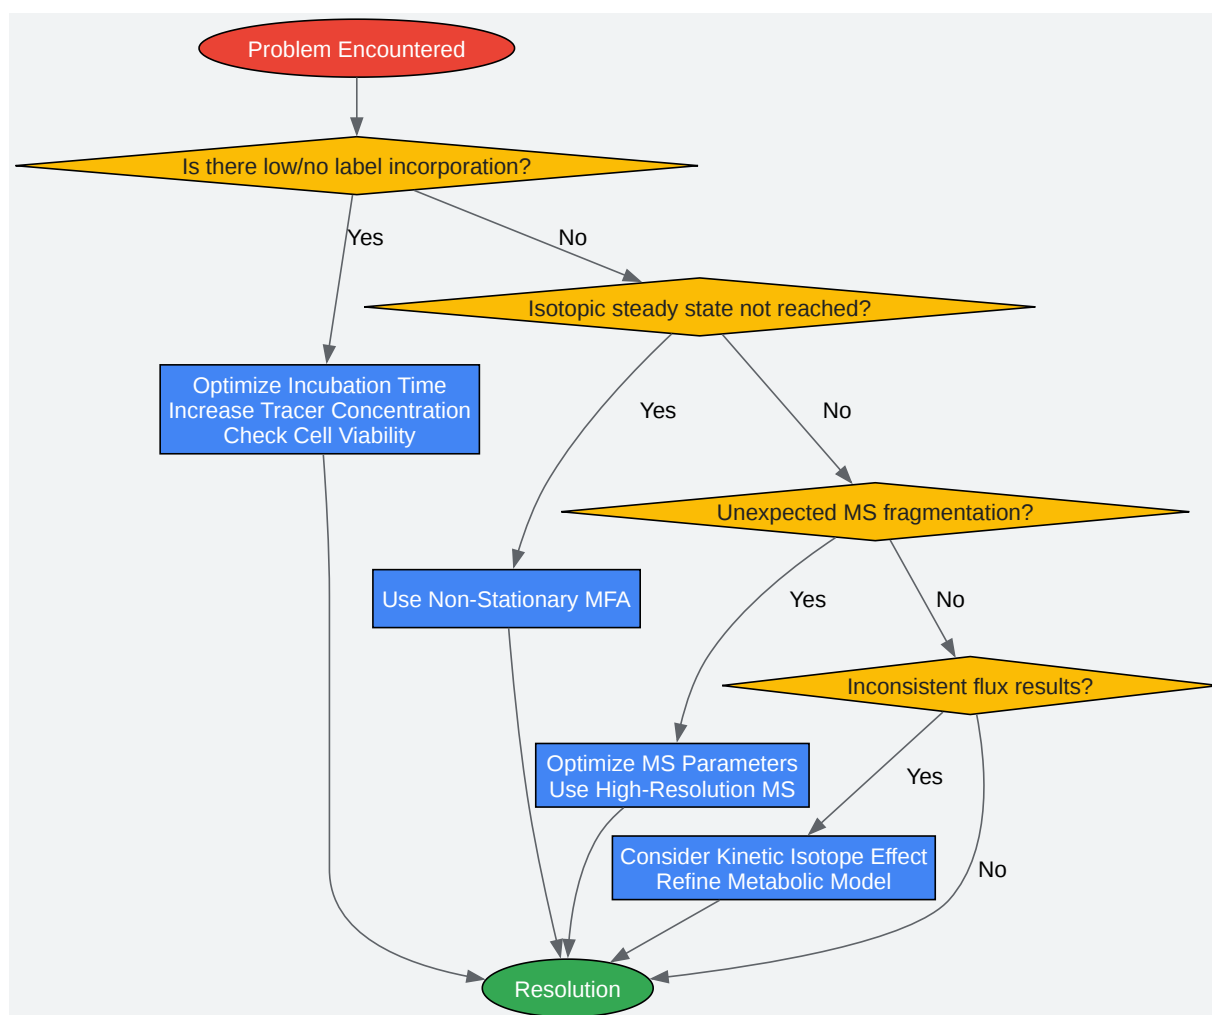 Problem Encountered
Is there low/no label incorporation?
Yes
No
Isotopic steady state not reached?
Optimize Incubation Time
Increase Tracer Concentration
Check Cell Viability
Yes
No
Unexpected MS fragmentation?
Use Non-Stationary MFA
Yes
No
Inconsistent flux results?
Optimize MS Parameters
Use High-Resolution MS
Yes
Consider Kinetic Isotope Effect
Refine Metabolic Model
No
Resolution